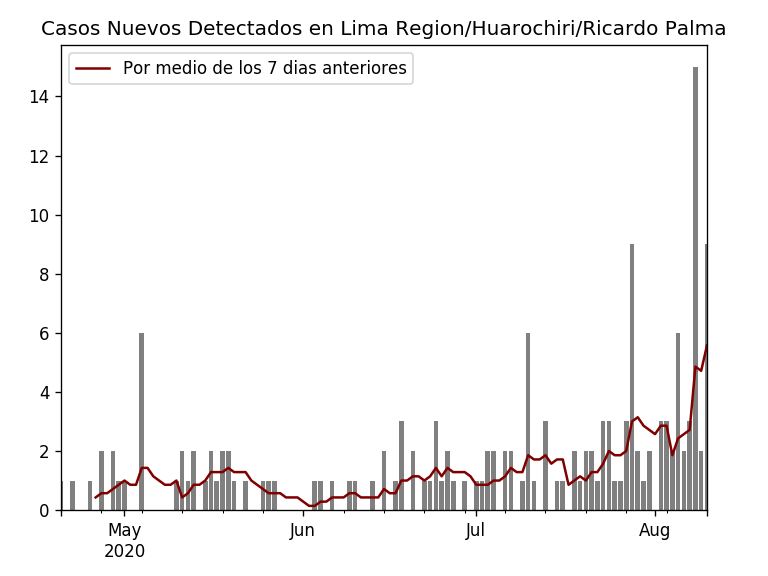 Casos Nuevos Detectados en Lima Region/Huarochiri/Ricardo Palma
Por medio de los 7 dias anteriores
14
12
10
8
6
4
2
0
May
2020
Jun
Jul
Aug